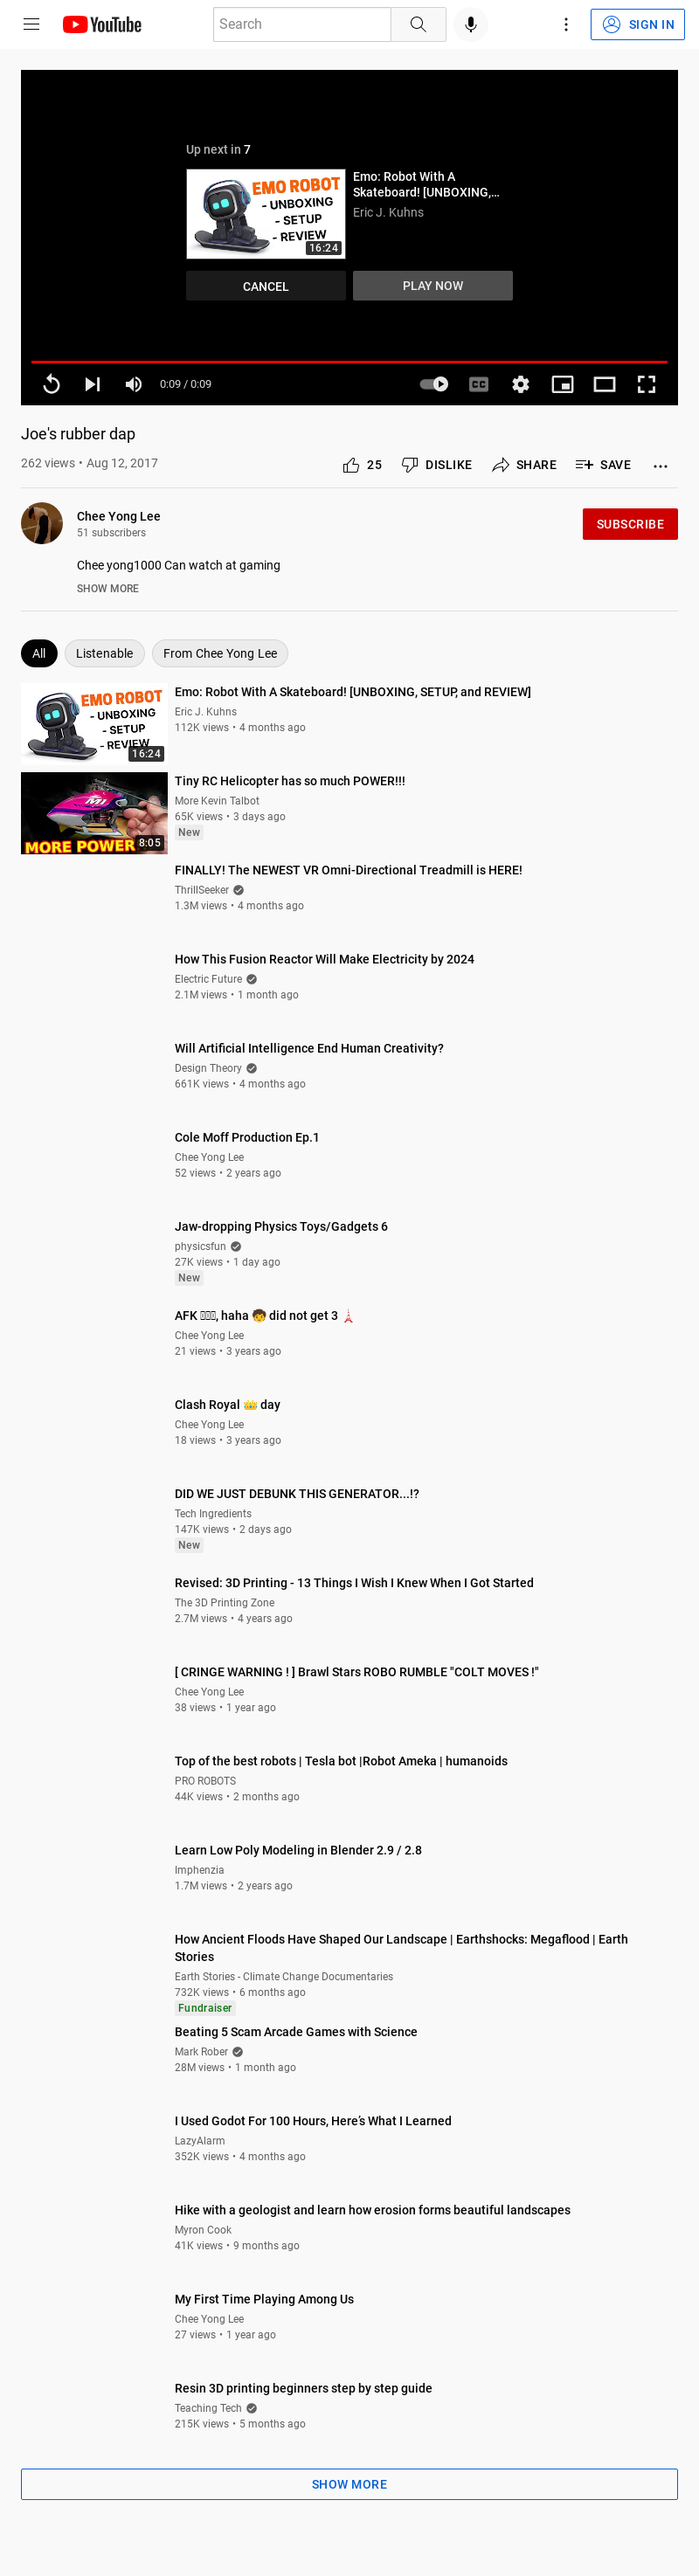 YouTube
Search
SIGN IN
Up next in 7
EMO ROBOT
- UNBOXING
- SETUP
- REVIEW
16:24
Emo: Robot With A
Skateboard! [UNBOXING,...
Eric J. Kuhns
CANCEL
PLAY NOW
0:09 / 0:09
CC
Joe's rubber dap
262 views • Aug 12, 2017
25
DISLIKE
SHARE
SAVE
Chee Yong Lee
51 subscribers
SUBSCRIBE
Chee yong1000 Can watch at gaming
SHOW MORE
All
Listenable
From Chee Yong Lee
EMO ROBOT
- UNBOXING
- SETUP
- REVIEW
16:24
Emo: Robot With A Skateboard! [UNBOXING, SETUP, and REVIEW]
Eric J. Kuhns
112K views • 4 months ago
M1
MORE POWER
8:05
Tiny RC Helicopter has so much POWER!!!
More Kevin Talbot
65K views • 3 days ago
New
FINALLY! The NEWEST VR Omni-Directional Treadmill is HERE!
ThrillSeeker
1.3M views • 4 months ago
How This Fusion Reactor Will Make Electricity by 2024
Electric Future
2.1M views • 1 month ago
Will Artificial Intelligence End Human Creativity?
Design Theory
661K views • 4 months ago
Cole Moff Production Ep.1
Chee Yong Lee
52 views • 2 years ago
Jaw-dropping Physics Toys/Gadgets 6
physicsfun
27K views • 1 day ago
New
AFK , haha 🧒 did not get 3 🗼
Chee Yong Lee
21 views • 3 years ago
Clash Royal 👑 day
Chee Yong Lee
18 views • 3 years ago
DID WE JUST DEBUNK THIS GENERATOR...!?
Tech Ingredients
147K views • 2 days ago
New
Revised: 3D Printing - 13 Things I Wish I Knew When I Got Started
The 3D Printing Zone
2.7M views • 4 years ago
[ CRINGE WARNING ! ] Brawl Stars ROBO RUMBLE "COLT MOVES !"
Chee Yong Lee
38 views • 1 year ago
Top of the best robots | Tesla bot |Robot Ameka | humanoids
PRO ROBOTS
44K views • 2 months ago
Learn Low Poly Modeling in Blender 2.9 / 2.8
Imphenzia
1.7M views • 2 years ago
How Ancient Floods Have Shaped Our Landscape | Earthshocks: Megaflood | Earth
Stories
Earth Stories - Climate Change Documentaries
732K views • 6 months ago
Fundraiser
Beating 5 Scam Arcade Games with Science
Mark Rober
28M views • 1 month ago
I Used Godot For 100 Hours, Here's What I Learned
LazyAlarm
352K views • 4 months ago
Hike with a geologist and learn how erosion forms beautiful landscapes
Myron Cook
41K views • 9 months ago
My First Time Playing Among Us
Chee Yong Lee
27 views • 1 year ago
Resin 3D printing beginners step by step guide
Teaching Tech
215K views • 5 months ago
SHOW MORE